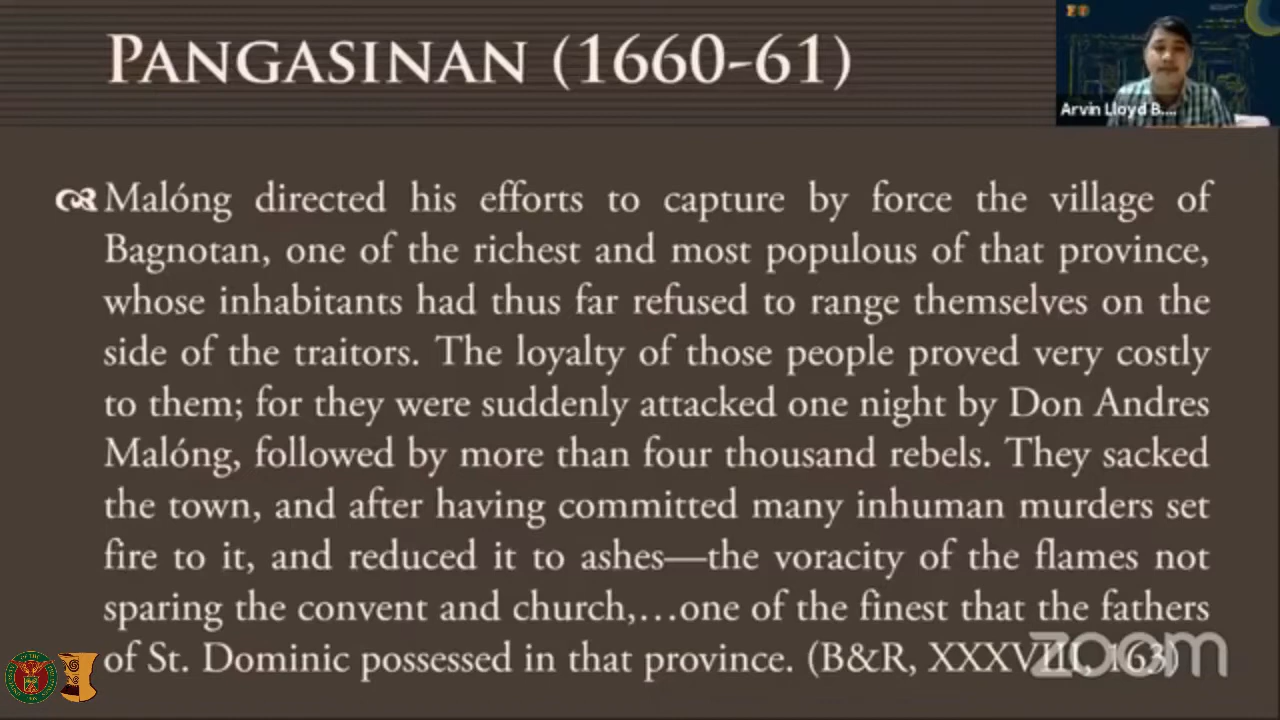 PANGASINAN (1660-61)
Arvin Lloyd B....
Malóng directed his efforts to capture by force the village of
Bagnotan, one of the richest and most populous of that province,
whose inhabitants had thus far refused to range themselves on the
side of the traitors. The loyalty of those people proved very costly
to them; for they were suddenly attacked one night by Don Andres
Malóng, followed by more than four thousand rebels. They sacked
the town, and after having committed many inhuman murders set
fire to it, and reduced it to ashes—the voracity of the flames not
sparing the convent and church,...one of the finest that the fathers
of St. Dominic possessed in that province. (B&R, XXXVIII, 163)
zoom